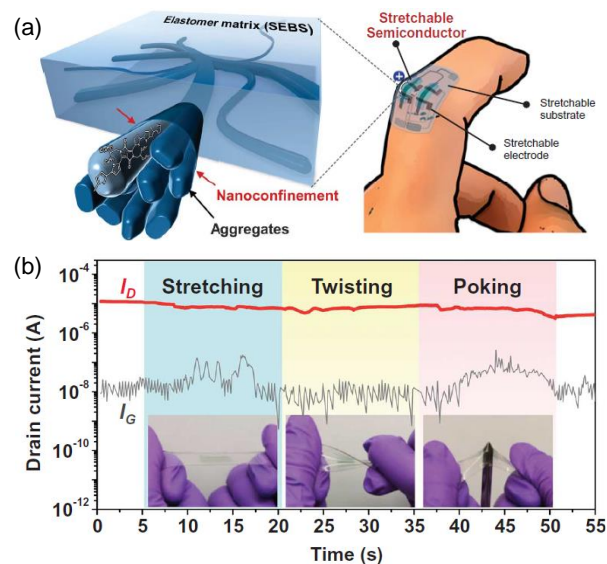 (a)
Elastomer matrix (SEBS)
Nanoconfinement
Aggregates
Stretchable
Semiconductor
Stretchable
substrate
Stretchable
electrode
(b)
Drain current (A)
10⁻⁴
10⁻⁶
10⁻⁸
10⁻¹⁰
10⁻¹²
I_D
I_G
Stretching
Twisting
Poking
0 5 10 15 20 25 30 35 40 45 50 55
Time (s)